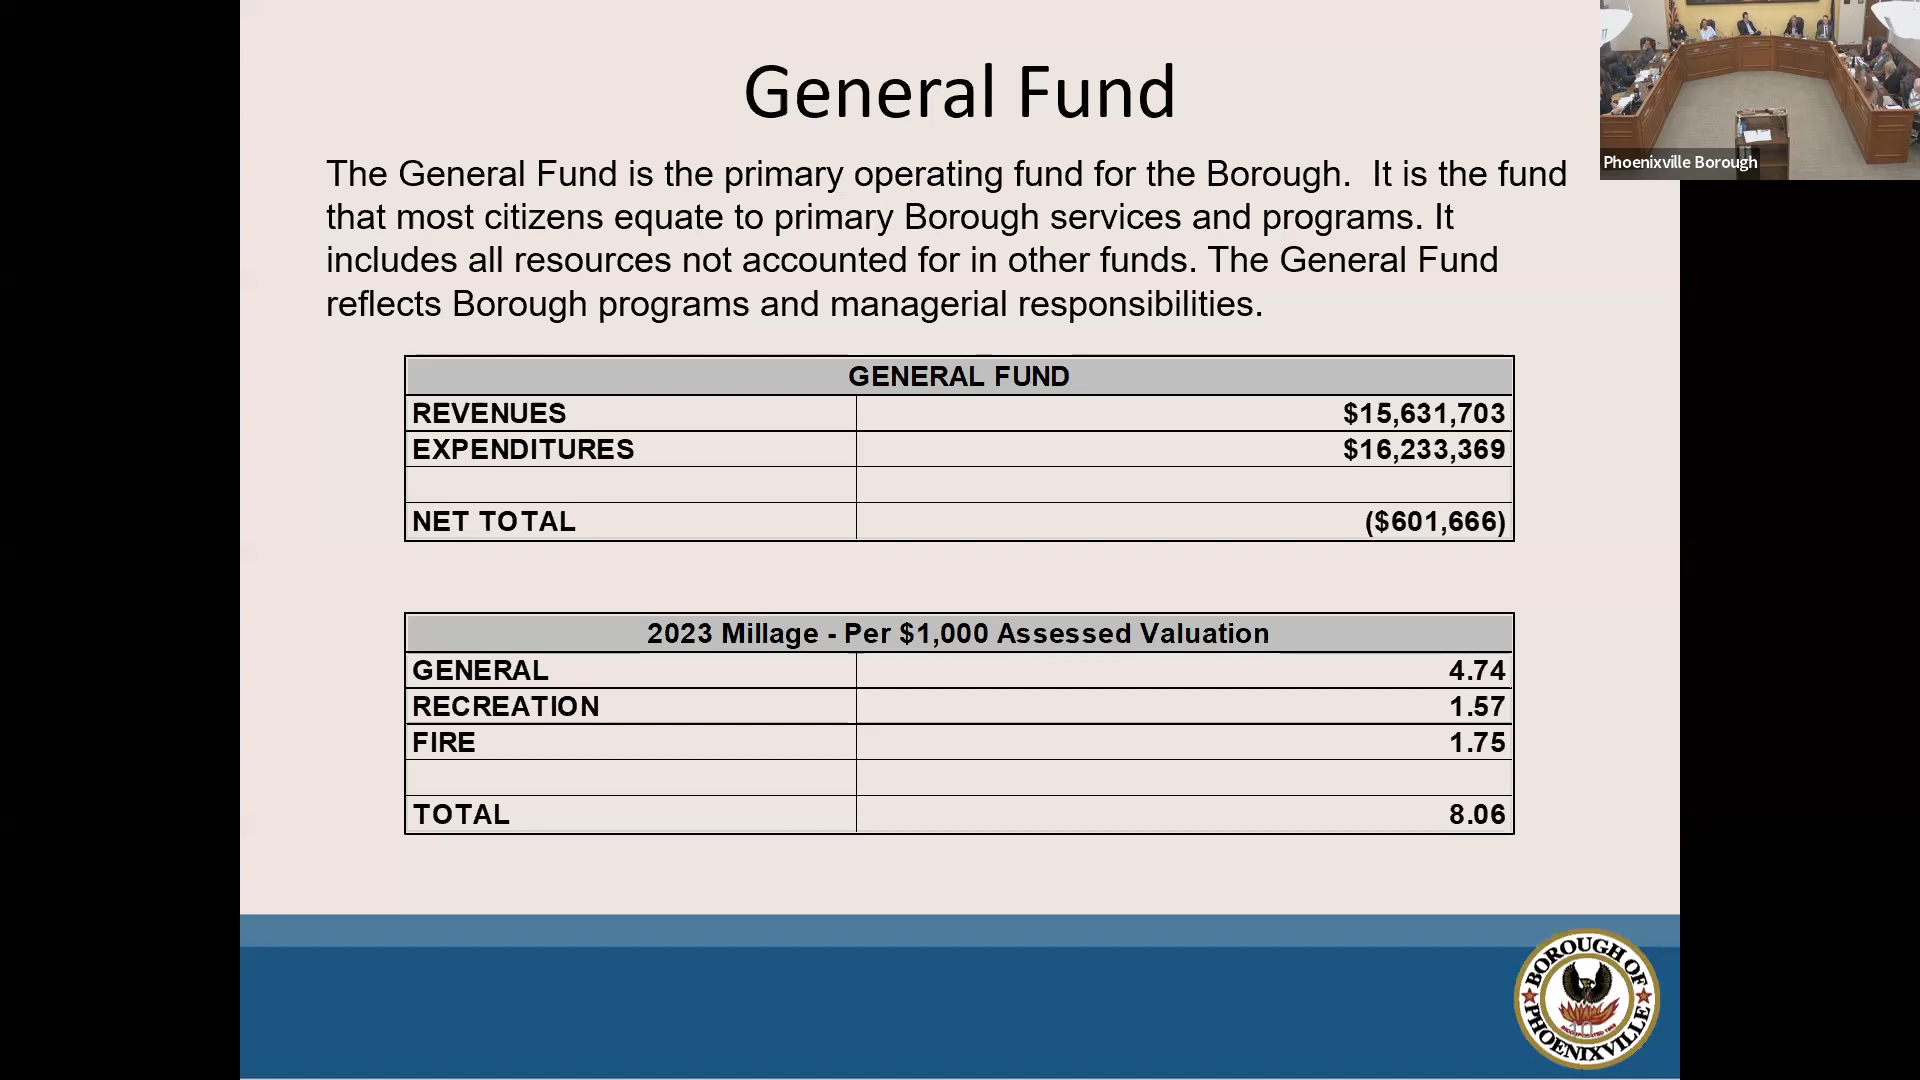 General Fund
The General Fund is the primary operating fund for the Borough. It is the fund
that most citizens equate to primary Borough services and programs. It
includes all resources not accounted for in other funds. The General Fund
reflects Borough programs and managerial responsibilities.
GENERAL FUND
REVENUES $15,631,703
EXPENDITURES $16,233,369
NET TOTAL ($601,666)
2023 Millage - Per $1,000 Assessed Valuation
GENERAL 4.74
RECREATION 1.57
FIRE 1.75
TOTAL 8.06
Phoenixville Borough
BOROUGH OF
PHOENIXVILLE